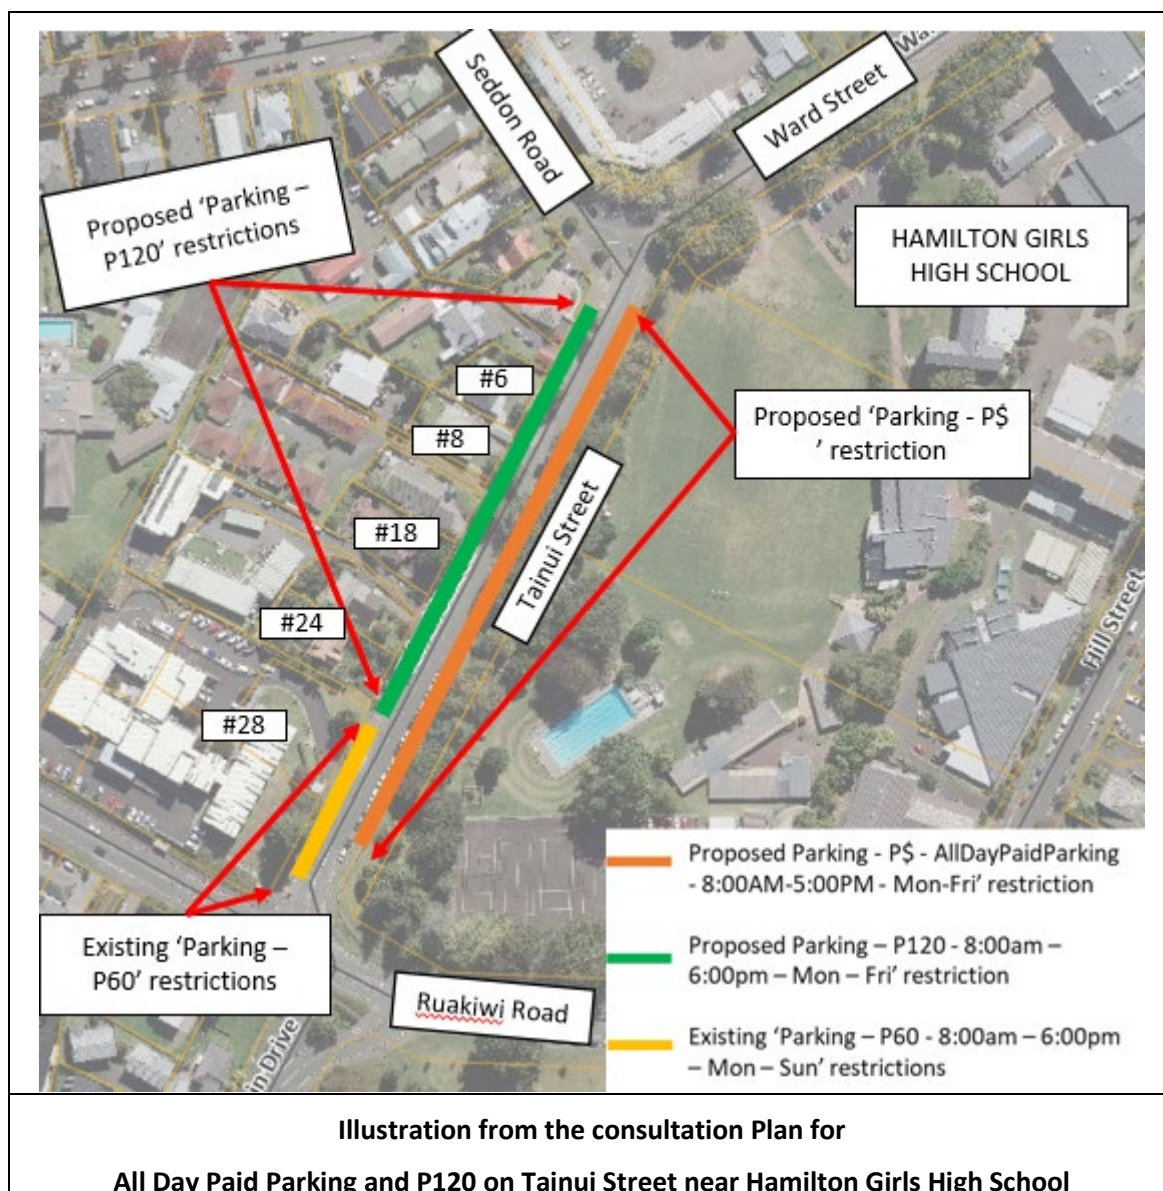 Seddon Road
Ward Street
Wa
Proposed ‘Parking –
P120’ restrictions
HAMILTON GIRLS
HIGH SCHOOL
#6
Proposed ‘Parking - P$
’ restriction
#8
Tainui Street
#18
#24
Hill Street
#28
Proposed Parking - P$ - AllDayPaidParking
- 8:00AM-5:00PM - Mon-Fri’ restriction
Existing ‘Parking –
P60’ restrictions
Proposed Parking – P120 - 8:00am –
6:00pm – Mon – Fri’ restriction
Ruakiwi Road
Existing ‘Parking – P60 - 8:00am – 6:00pm
– Mon – Sun’ restrictions
in Drive
Illustration from the consultation Plan for
All Day Paid Parking and P120 on Tainui Street near Hamilton Girls High School